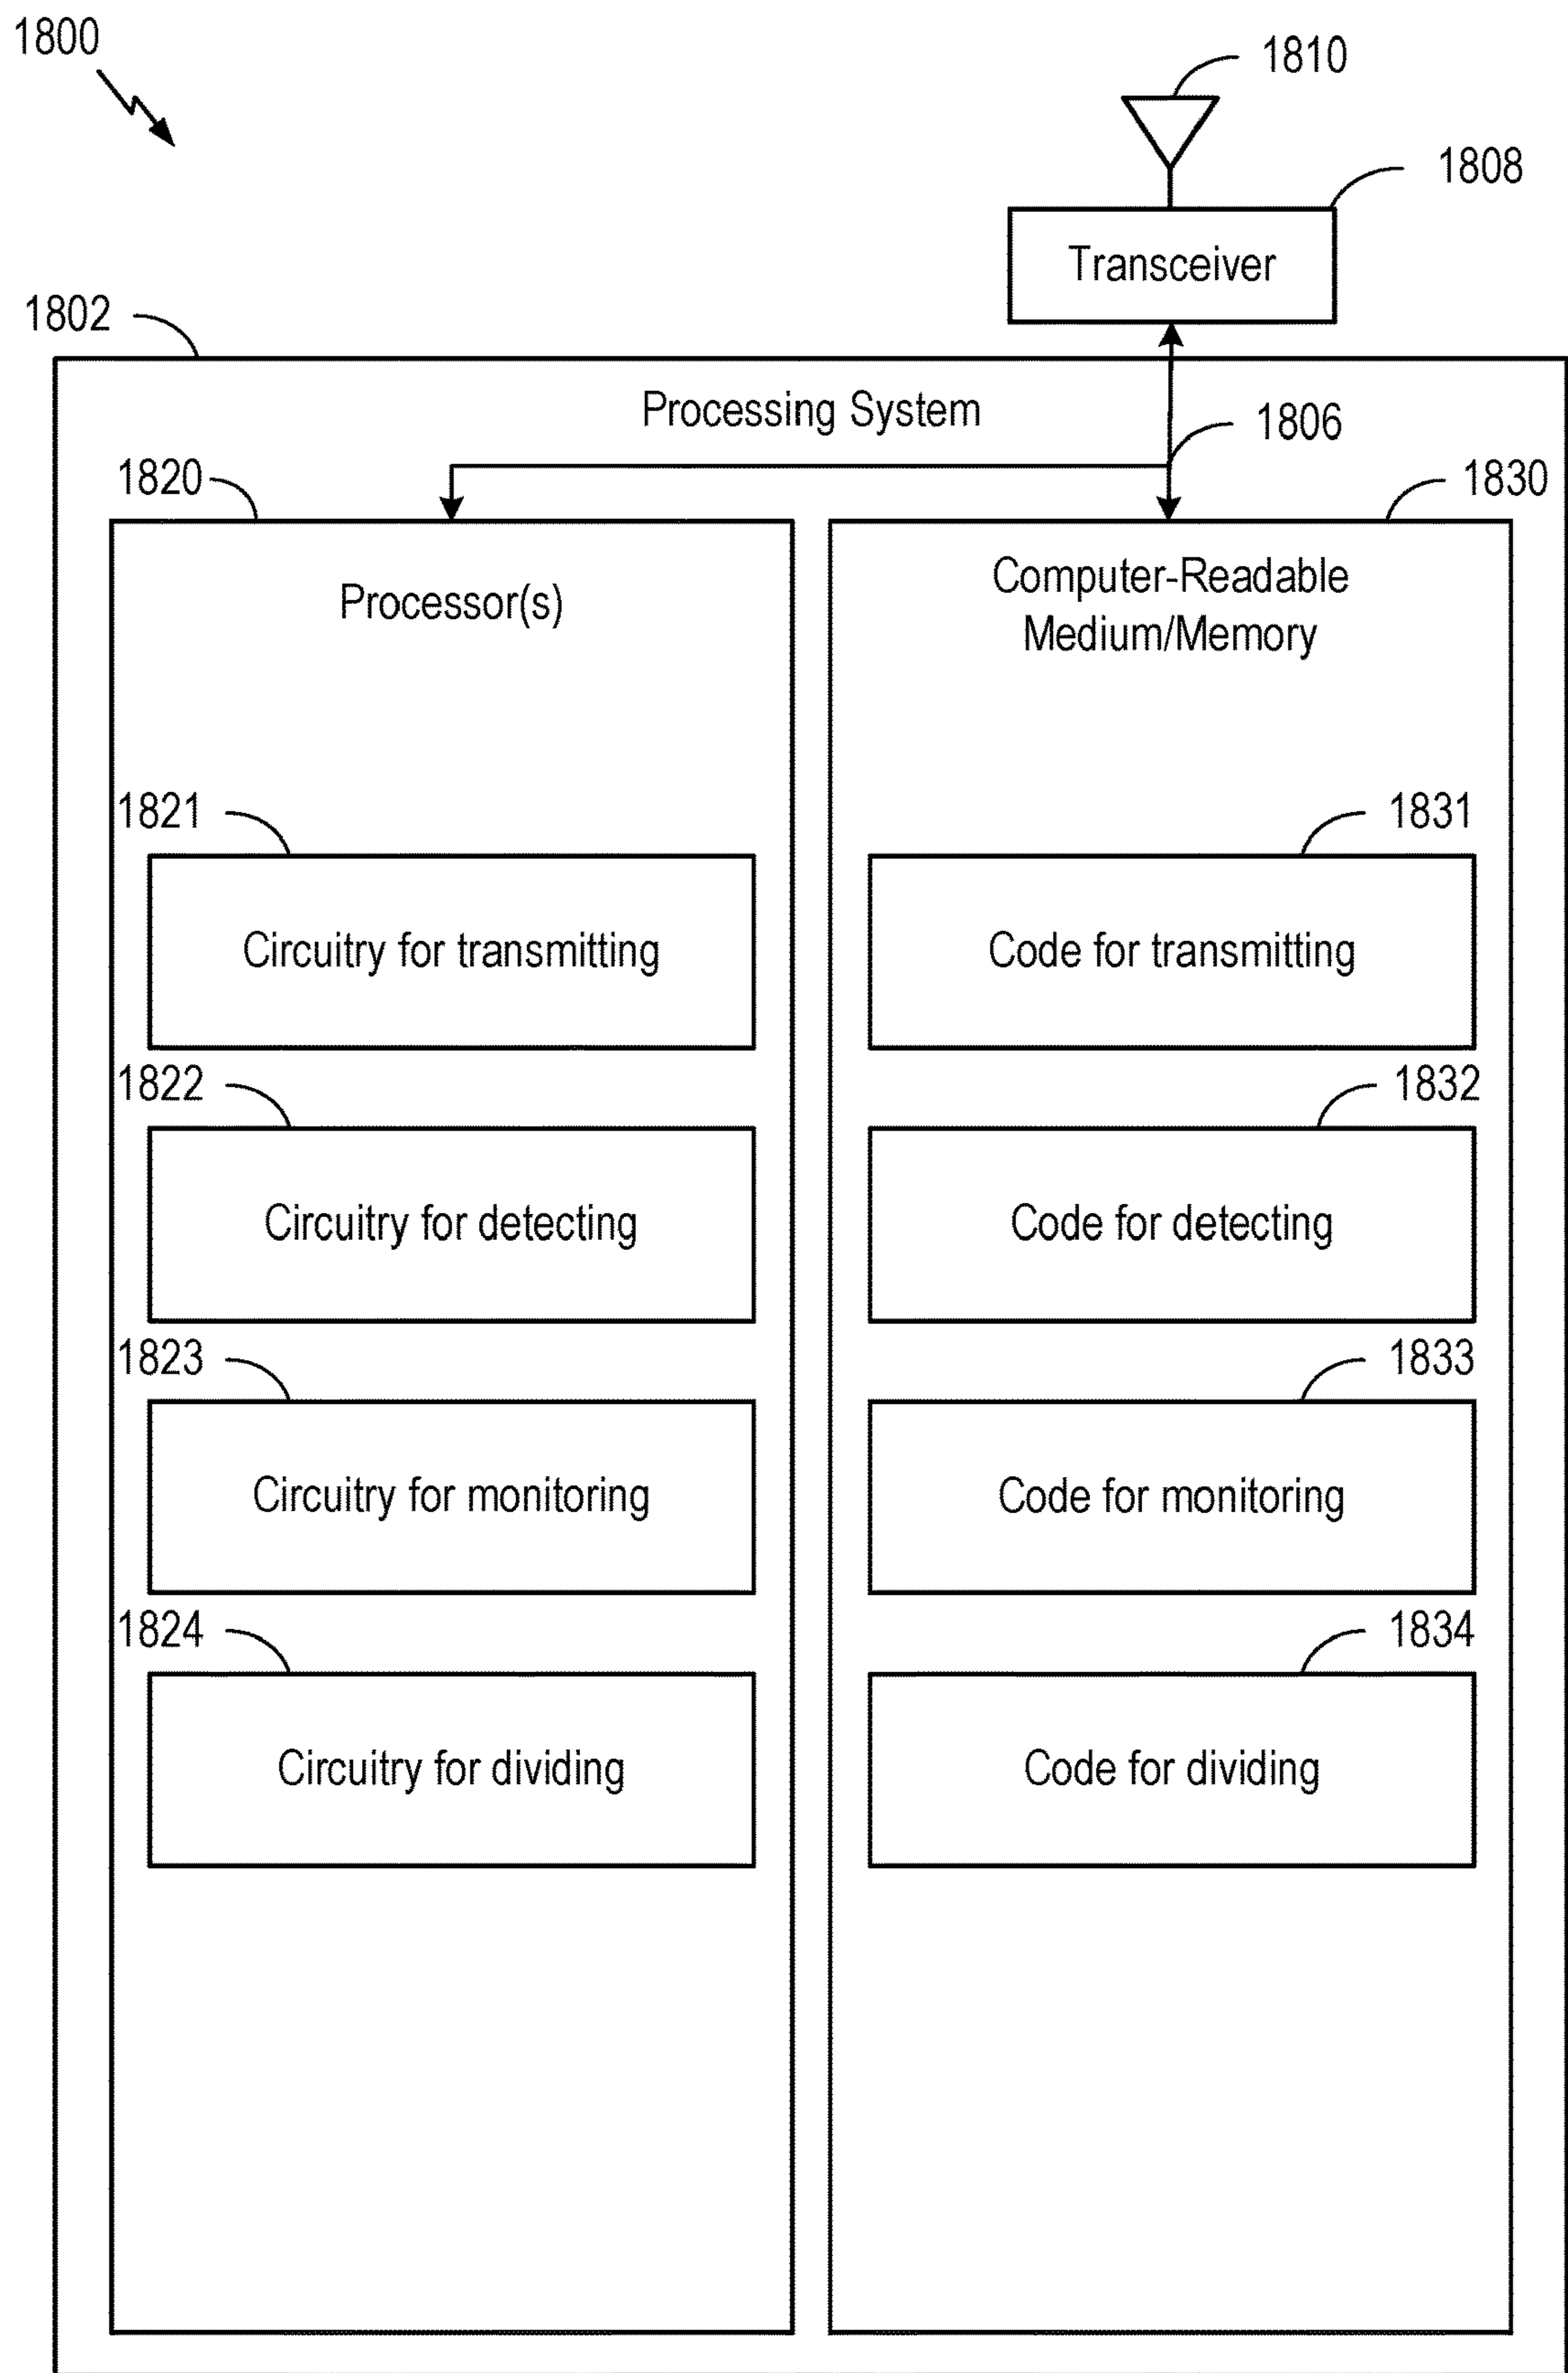 1800
1810
1808
Transceiver
1802
Processing System
1806
1820
1830
Processor(s)
Computer-Readable
Medium/Memory
1821
1831
Circuitry for transmitting
Code for transmitting
1822
1832
Circuitry for detecting
Code for detecting
1823
1833
Circuitry for monitoring
Code for monitoring
1824
1834
Circuitry for dividing
Code for dividing